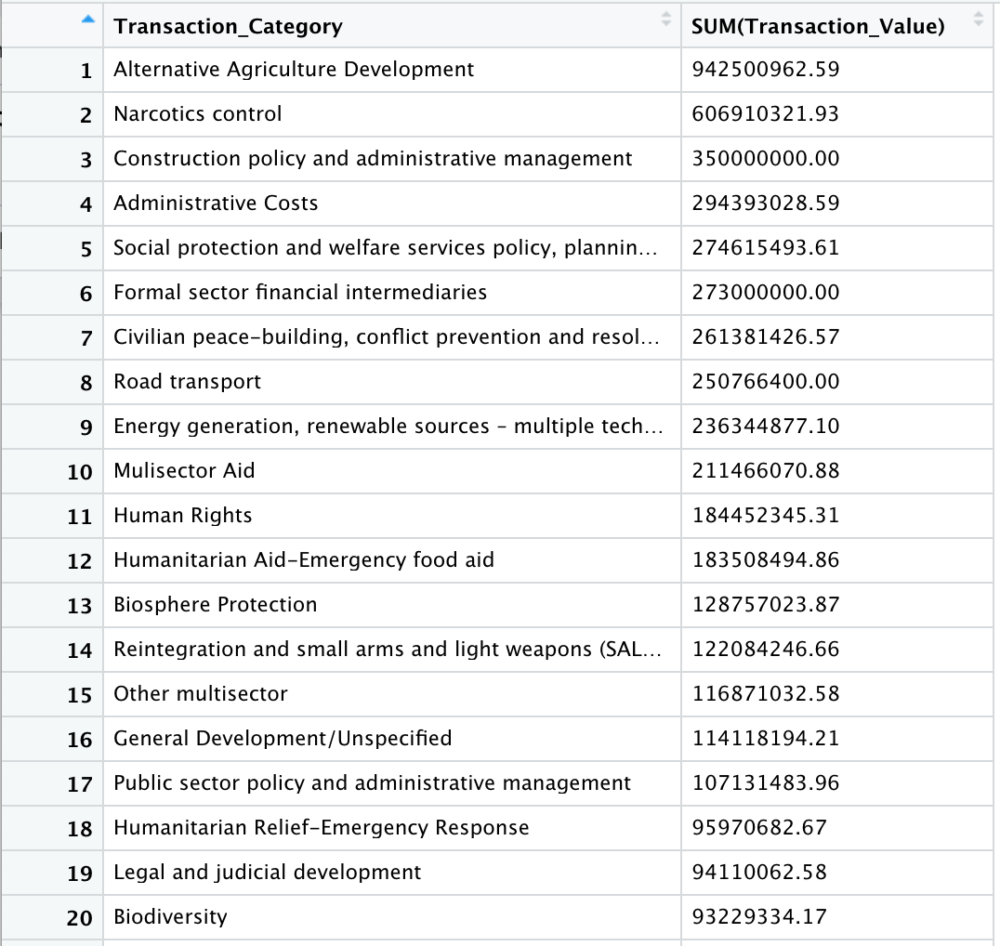 Transaction_Category SUM(Transaction_Value)
1 Alternative Agriculture Development 942500962.59
2 Narcotics control 606910321.93
3 Construction policy and administrative management 350000000.00
4 Administrative Costs 294393028.59
5 Social protection and welfare services policy, plannin... 274615493.61
6 Formal sector financial intermediaries 273000000.00
7 Civilian peace-building, conflict prevention and resol... 261381426.57
8 Road transport 250766400.00
9 Energy generation, renewable sources - multiple tech... 236344877.10
10 Mulisector Aid 211466070.88
11 Human Rights 184452345.31
12 Humanitarian Aid-Emergency food aid 183508494.86
13 Biosphere Protection 128757023.87
14 Reintegration and small arms and light weapons (SAL... 122084246.66
15 Other multisector 116871032.58
16 General Development/Unspecified 114118194.21
17 Public sector policy and administrative management 107131483.96
18 Humanitarian Relief-Emergency Response 95970682.67
19 Legal and judicial development 94110062.58
20 Biodiversity 93229334.17